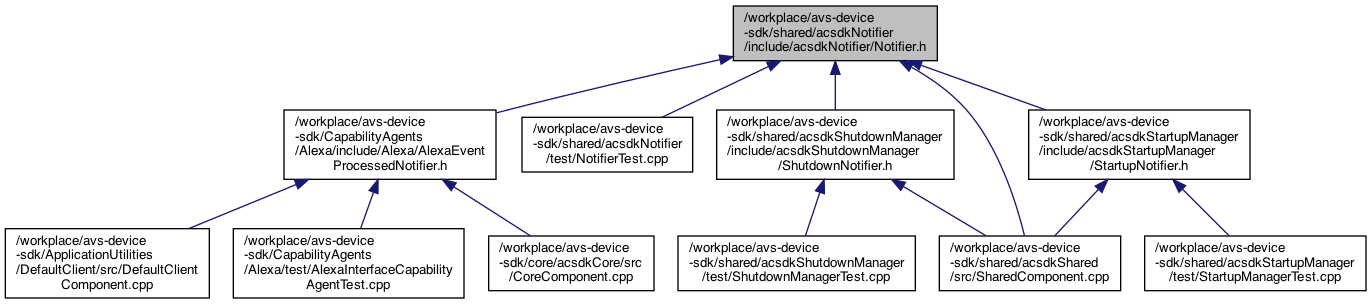 /workplace/avs-device
-sdk/shared/acsdkNotifier
/include/acsdkNotifier/Notifier.h
/workplace/avs-device
-sdk/CapabilityAgents
/Alexa/include/Alexa/AlexaEvent
ProcessedNotifier.h
/workplace/avs-device
-sdk/shared/acsdkNotifier
/test/NotifierTest.cpp
/workplace/avs-device
-sdk/shared/acsdkShutdownManager
/include/acsdkShutdownManager
/ShutdownNotifier.h
/workplace/avs-device
-sdk/shared/acsdkStartupManager
/include/acsdkStartupManager
/StartupNotifier.h
/workplace/avs-device
-sdk/ApplicationUtilities
/DefaultClient/src/DefaultClient
Component.cpp
/workplace/avs-device
-sdk/CapabilityAgents
/Alexa/test/AlexaInterfaceCapability
AgentTest.cpp
/workplace/avs-device
-sdk/core/acsdkCore/src
/CoreComponent.cpp
/workplace/avs-device
-sdk/shared/acsdkShutdownManager
/test/ShutdownManagerTest.cpp
/workplace/avs-device
-sdk/shared/acsdkShared
/src/SharedComponent.cpp
/workplace/avs-device
-sdk/shared/acsdkStartupManager
/test/StartupManagerTest.cpp